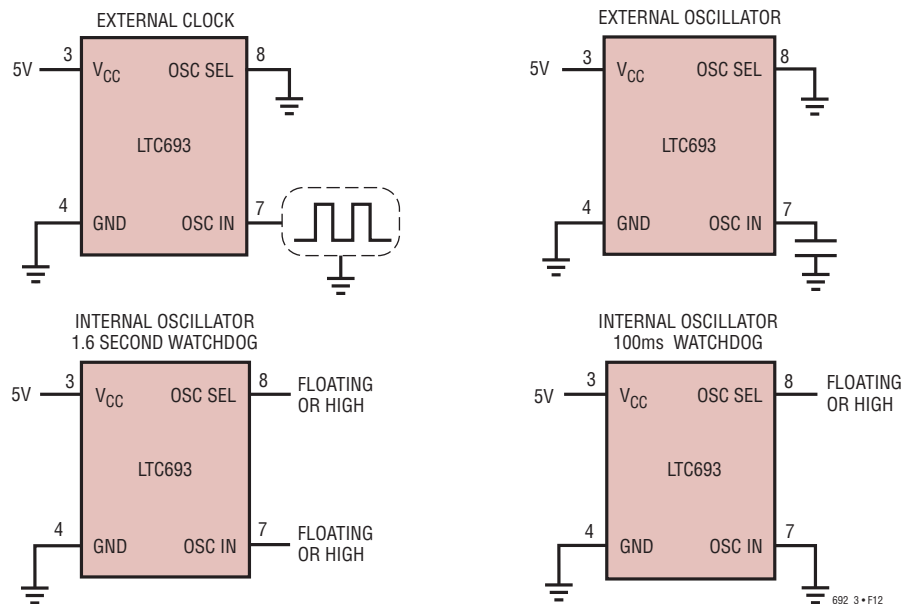 EXTERNAL CLOCK
5V
3
VCC
OSC SEL
8
LTC693
4
GND
OSC IN
7
EXTERNAL OSCILLATOR
5V
3
VCC
OSC SEL
8
LTC693
4
GND
OSC IN
7
INTERNAL OSCILLATOR
1.6 SECOND WATCHDOG
5V
3
VCC
OSC SEL
8
FLOATING
OR HIGH
LTC693
4
GND
OSC IN
7
FLOATING
OR HIGH
INTERNAL OSCILLATOR
100ms WATCHDOG
5V
3
VCC
OSC SEL
8
FLOATING
OR HIGH
LTC693
4
GND
OSC IN
7
692_3 • F12